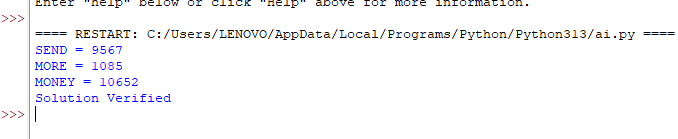 Enter "help" below or click "Help" above for more information.
>>>
==== RESTART: C:/Users/LENOVO/AppData/Local/Programs/Python/Python313/ai.py ====
SEND = 9567
MORE = 1085
MONEY = 10652
Solution Verified
>>>